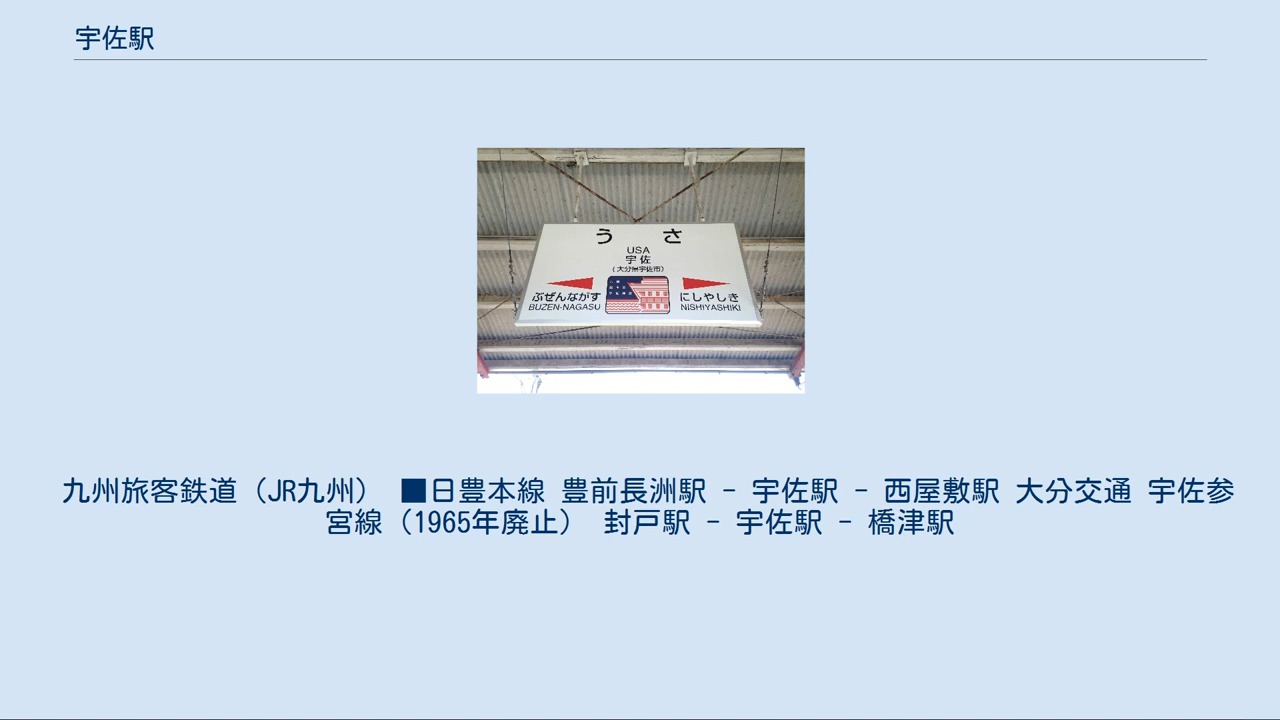 宇佐駅
うさ
USA
宇佐
(大分県宇佐市)
ぶぜんながす にしやしき
BUZEN-NAGASU NISHIYASHIKI
九州旅客鉄道（JR九州） ■日豊本線 豊前長洲駅 - 宇佐駅 - 西屋敷駅 大分交通 宇佐参
宮線（1965年廃止） 封戸駅 - 宇佐駅 - 橋津駅